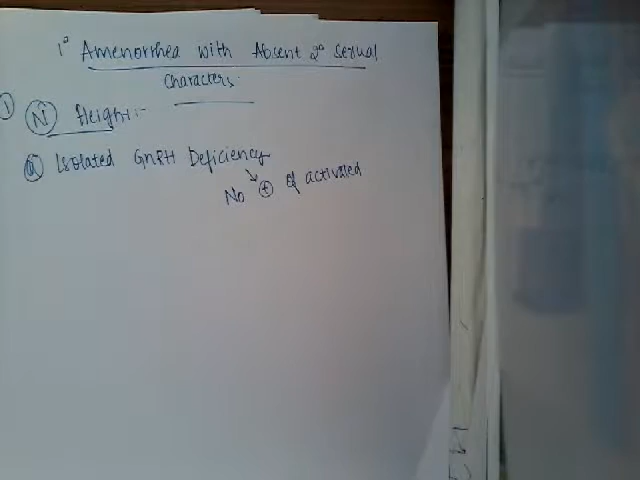 1° Amenorrhea with Absent 2° sexual
characters:
① Ⓝ Height:-
ⓐ Isolated GnRH Deficiency
↘
No ⊕ of activated